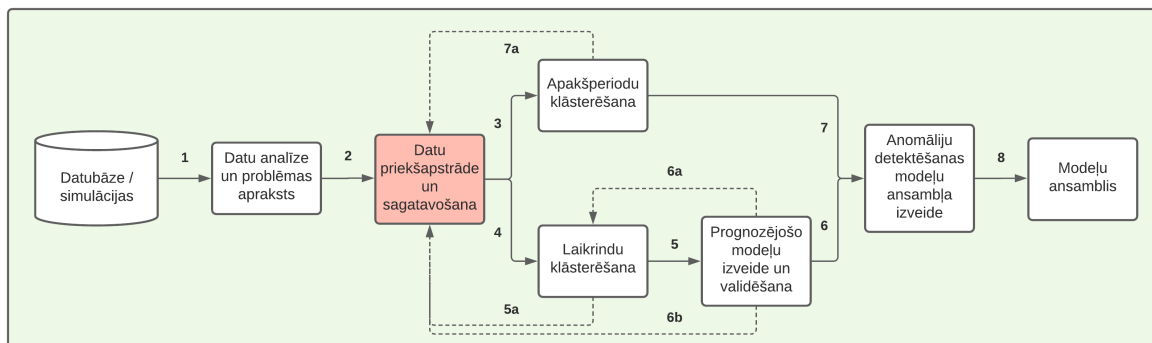 7a
Apakšperiodu
klāsterēšana
3
7
Datubāze /
simulācijas
1
Datu analīze
un problēmas
apraksts
2
Datu
priekšapstrāde
un
sagatavošana
Anomāliju
detektēšanas
modeļu
ansambļa
izveide
8
Modeļu
ansamblis
6a
4
Laikrindu
klāsterēšana
5
Prognozējošo
modeļu
izveide un
validēšana
6
5a
6b